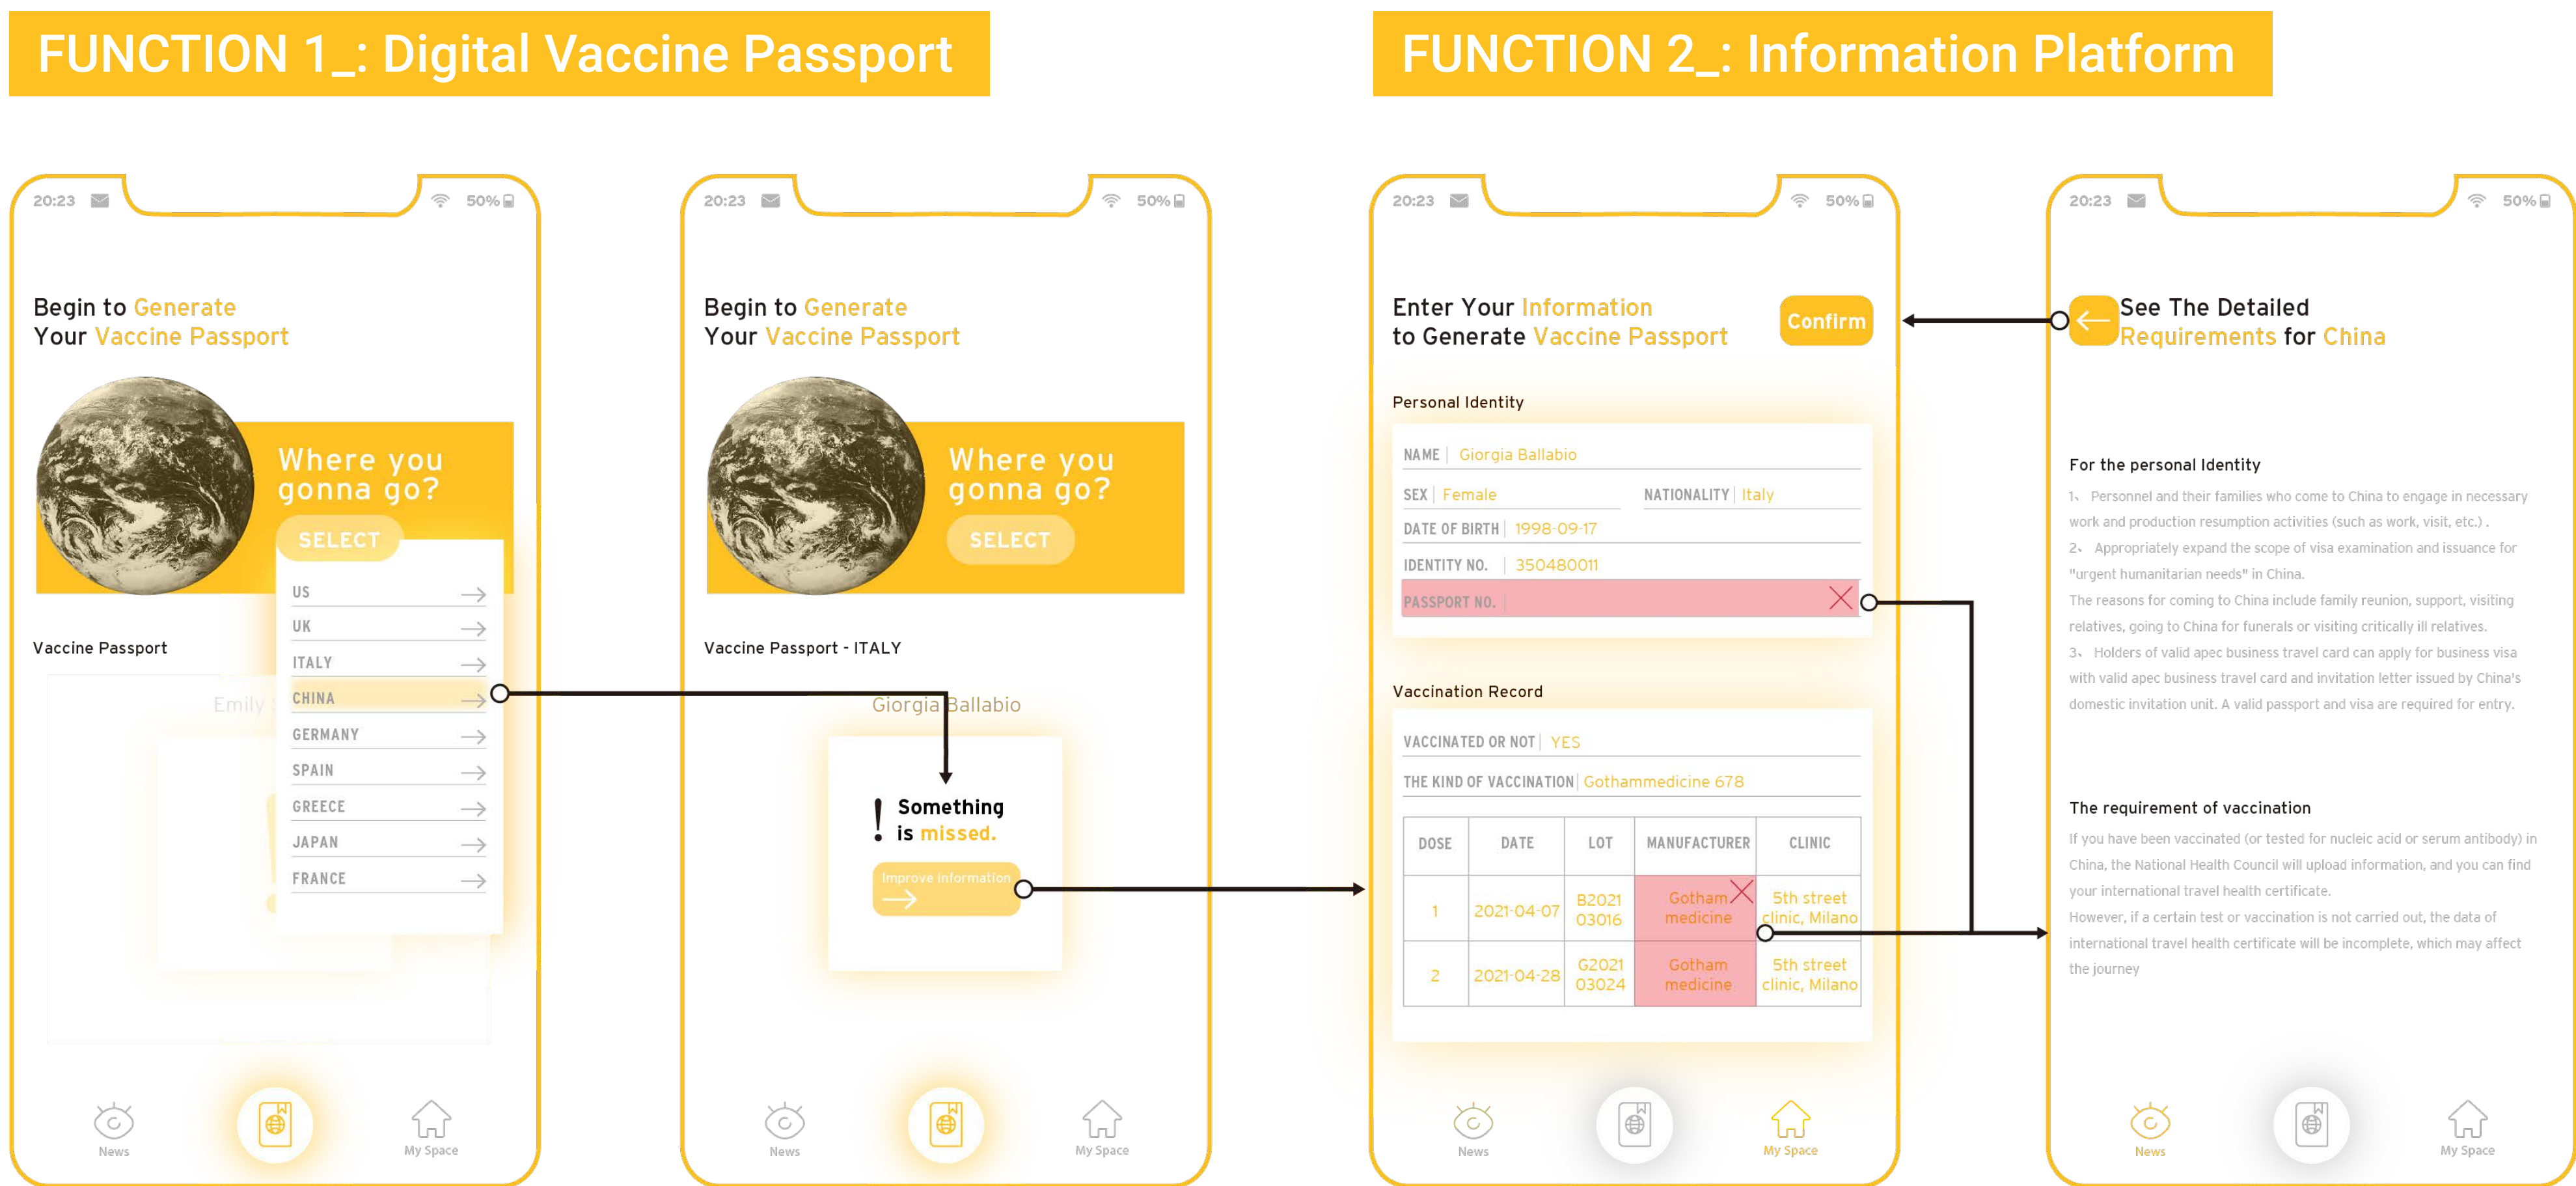 FUNCTION 1_: Digital Vaccine Passport
FUNCTION 2_: Information Platform
20:23
50%
Begin to Generate
Your Vaccine Passport
Where you
gonna go?
SELECT
US
UK
ITALY
CHINA
GERMANY
SPAIN
GREECE
JAPAN
FRANCE
Vaccine Passport
Emily
News
My Space
20:23
50%
Begin to Generate
Your Vaccine Passport
Where you
gonna go?
SELECT
Vaccine Passport - ITALY
Giorgia Ballabio
! Something
is missed.
Improve information
News
My Space
20:23
50%
Enter Your Information
to Generate Vaccine Passport
Confirm
Personal Identity
NAME | Giorgia Ballabio
SEX | Female NATIONALITY | Italy
DATE OF BIRTH | 1998-09-17
IDENTITY NO. | 350480011
PASSPORT NO. |
Vaccination Record
VACCINATED OR NOT | YES
THE KIND OF VACCINATION | Gothammedicine 678
DOSE DATE LOT MANUFACTURER CLINIC
1 2021-04-07 B2021 03016 Gotham medicine 5th street clinic, Milano
2 2021-04-28 G2021 03024 Gotham medicine 5th street clinic, Milano
News
My Space
20:23
50%
See The Detailed
Requirements for China
For the personal Identity
1、 Personnel and their families who come to China to engage in necessary
work and production resumption activities (such as work, visit, etc.) .
2、 Appropriately expand the scope of visa examination and issuance for
"urgent humanitarian needs" in China.
The reasons for coming to China include family reunion, support, visiting
relatives, going to China for funerals or visiting critically ill relatives.
3、 Holders of valid apec business travel card can apply for business visa
with valid apec business travel card and invitation letter issued by China's
domestic invitation unit. A valid passport and visa are required for entry.
The requirement of vaccination
If you have been vaccinated (or tested for nucleic acid or serum antibody) in
China, the National Health Council will upload information, and you can find
your international travel health certificate.
However, if a certain test or vaccination is not carried out, the data of
international travel health certificate will be incomplete, which may affect
the journey
News
My Space